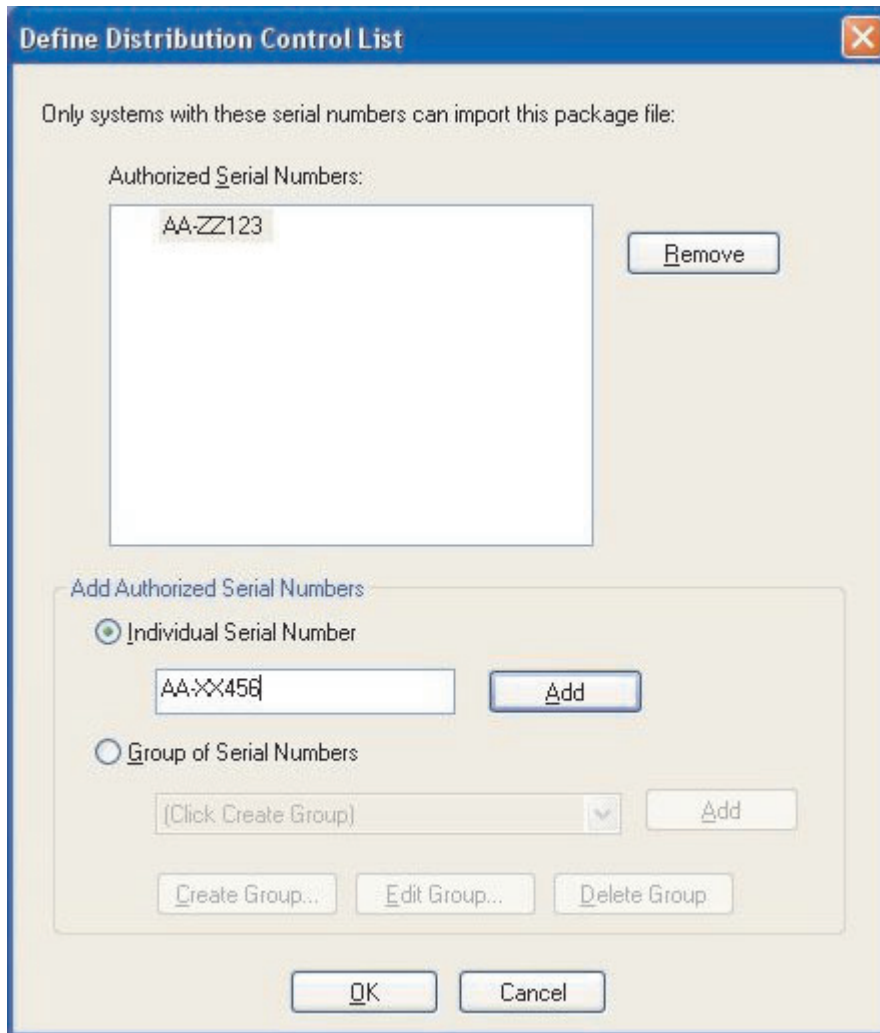 Define Distribution Control List
Only systems with these serial numbers can import this package file:
Authorized Serial Numbers:
AA-ZZ123
Remove
Add Authorized Serial Numbers
Individual Serial Number
AA-XX456
Add
Group of Serial Numbers
(Click Create Group)
Add
Create Group...
Edit Group...
Delete Group
OK
Cancel